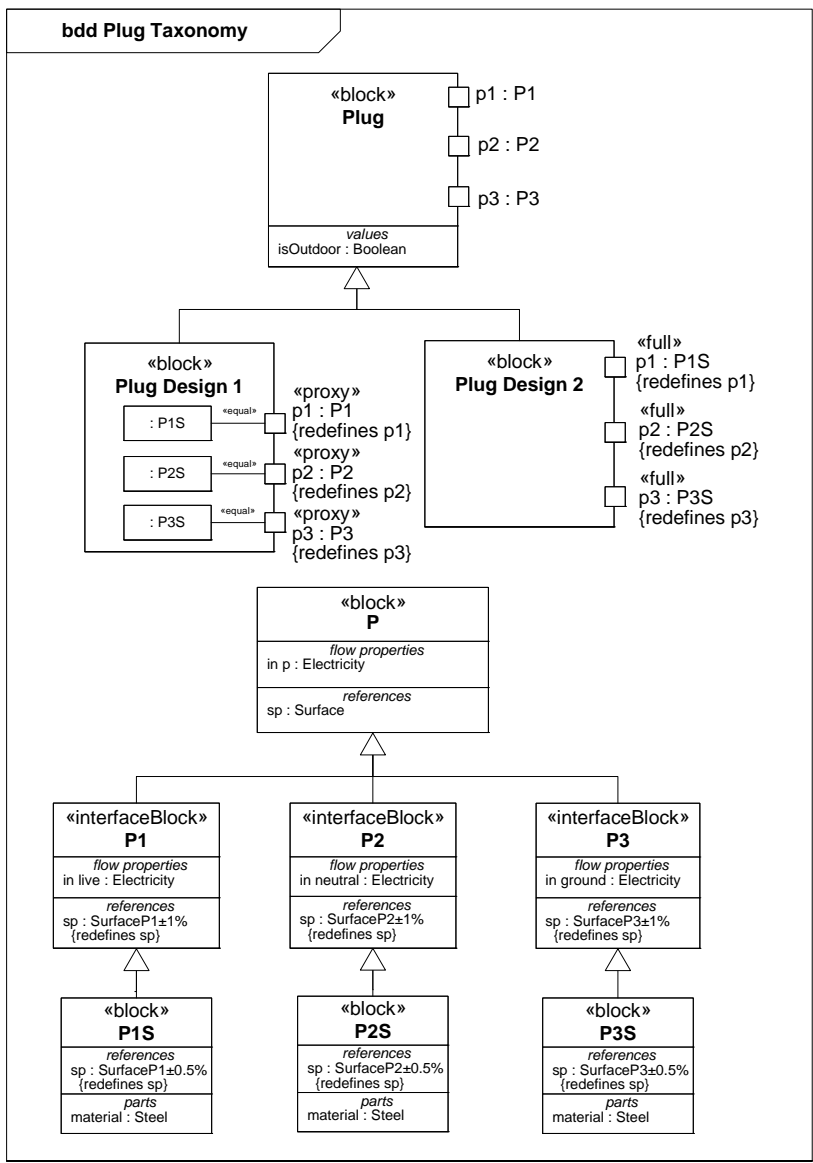 bdd Plug Taxonomy
«block»
Plug
p1 : P1
p2 : P2
p3 : P3
values
isOutdoor : Boolean
«block»
Plug Design 1
: P1S
«equal»
«proxy»
p1 : P1
{redefines p1}
: P2S
«equal»
«proxy»
p2 : P2
{redefines p2}
: P3S
«equal»
«proxy»
p3 : P3
{redefines p3}
«block»
Plug Design 2
«full»
p1 : P1S
{redefines p1}
«full»
p2 : P2S
{redefines p2}
«full»
p3 : P3S
{redefines p3}
«block»
P
flow properties
in p : Electricity
references
sp : Surface
«interfaceBlock»
P1
flow properties
in live : Electricity
references
sp : SurfaceP1±1%
{redefines sp}
«interfaceBlock»
P2
flow properties
in neutral : Electricity
references
sp : SurfaceP2±1%
{redefines sp}
«interfaceBlock»
P3
flow properties
in ground : Electricity
references
sp : SurfaceP3±1%
{redefines sp}
«block»
P1S
references
sp : SurfaceP1±0.5%
{redefines sp}
parts
material : Steel
«block»
P2S
references
sp : SurfaceP2±0.5%
{redefines sp}
parts
material : Steel
«block»
P3S
references
sp : SurfaceP3±0.5%
{redefines sp}
parts
material : Steel